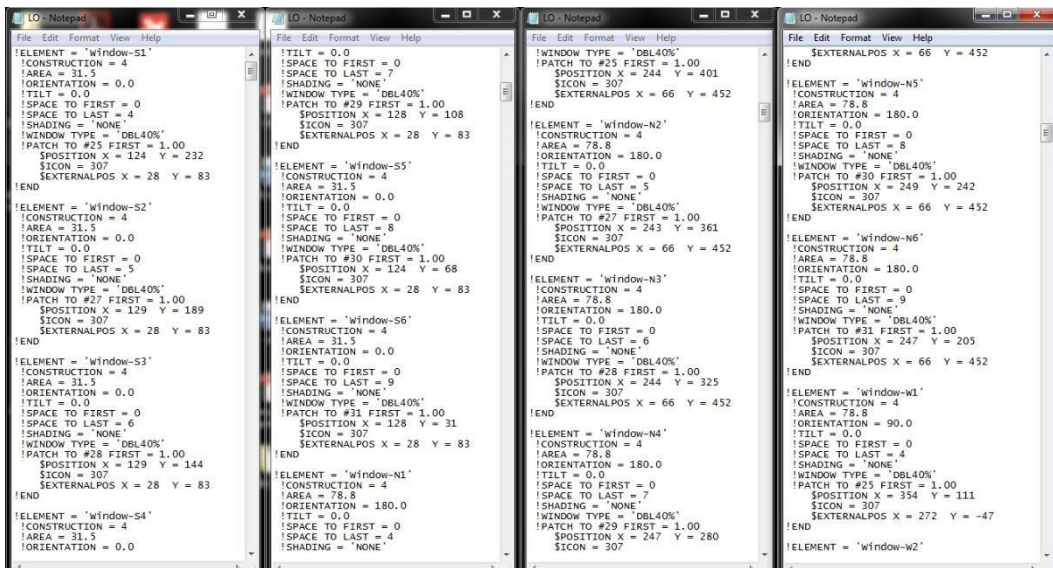 LO - Notepad
File Edit Format View Help
!ELEMENT = 'Window-S1'
!CONSTRUCTION = 4
!AREA = 31.5
!ORIENTATION = 0.0
!TILT = 0.0
!SPACE TO FIRST = 0
!SPACE TO LAST = 4
!SHADING = 'NONE'
!WINDOW TYPE = 'DBL40%'
!PATCH TO #25 FIRST = 1.00
$POSITION X = 124 Y = 232
$ICON = 307
$EXTERNALPOS X = 28 Y = 83
!END
!ELEMENT = 'Window-S2'
!CONSTRUCTION = 4
!AREA = 31.5
!ORIENTATION = 0.0
!TILT = 0.0
!SPACE TO FIRST = 0
!SPACE TO LAST = 5
!SHADING = 'NONE'
!WINDOW TYPE = 'DBL40%'
!PATCH TO #27 FIRST = 1.00
$POSITION X = 129 Y = 189
$ICON = 307
$EXTERNALPOS X = 28 Y = 83
!END
!ELEMENT = 'Window-S3'
!CONSTRUCTION = 4
!AREA = 31.5
!ORIENTATION = 0.0
!TILT = 0.0
!SPACE TO FIRST = 0
!SPACE TO LAST = 6
!SHADING = 'NONE'
!WINDOW TYPE = 'DBL40%'
!PATCH TO #28 FIRST = 1.00
$POSITION X = 129 Y = 144
$ICON = 307
$EXTERNALPOS X = 28 Y = 83
!END
!ELEMENT = 'Window-S4'
!CONSTRUCTION = 4
!AREA = 31.5
!ORIENTATION = 0.0
LO - Notepad
File Edit Format View Help
!TILT = 0.0
!SPACE TO FIRST = 0
!SPACE TO LAST = 7
!SHADING = 'NONE'
!WINDOW TYPE = 'DBL40%'
!PATCH TO #29 FIRST = 1.00
$POSITION X = 128 Y = 108
$ICON = 307
$EXTERNALPOS X = 28 Y = 83
!END
!ELEMENT = 'Window-S5'
!CONSTRUCTION = 4
!AREA = 31.5
!ORIENTATION = 0.0
!TILT = 0.0
!SPACE TO FIRST = 0
!SPACE TO LAST = 8
!SHADING = 'NONE'
!WINDOW TYPE = 'DBL40%'
!PATCH TO #30 FIRST = 1.00
$POSITION X = 124 Y = 68
$ICON = 307
$EXTERNALPOS X = 28 Y = 83
!END
!ELEMENT = 'Window-S6'
!CONSTRUCTION = 4
!AREA = 31.5
!ORIENTATION = 0.0
!TILT = 0.0
!SPACE TO FIRST = 0
!SPACE TO LAST = 9
!SHADING = 'NONE'
!WINDOW TYPE = 'DBL40%'
!PATCH TO #31 FIRST = 1.00
$POSITION X = 128 Y = 31
$ICON = 307
$EXTERNALPOS X = 28 Y = 83
!END
!ELEMENT = 'Window-N1'
!CONSTRUCTION = 4
!AREA = 78.8
!ORIENTATION = 180.0
!TILT = 0.0
!SPACE TO FIRST = 0
!SPACE TO LAST = 4
!SHADING = 'NONE'
LO - Notepad
File Edit Format View Help
!WINDOW TYPE = 'DBL40%'
!PATCH TO #25 FIRST = 1.00
$POSITION X = 244 Y = 401
$ICON = 307
$EXTERNALPOS X = 66 Y = 452
!END
!ELEMENT = 'Window-N2'
!CONSTRUCTION = 4
!AREA = 78.8
!ORIENTATION = 180.0
!TILT = 0.0
!SPACE TO FIRST = 0
!SPACE TO LAST = 5
!SHADING = 'NONE'
!WINDOW TYPE = 'DBL40%'
!PATCH TO #27 FIRST = 1.00
$POSITION X = 243 Y = 361
$ICON = 307
$EXTERNALPOS X = 66 Y = 452
!END
!ELEMENT = 'Window-N3'
!CONSTRUCTION = 4
!AREA = 78.8
!ORIENTATION = 180.0
!TILT = 0.0
!SPACE TO FIRST = 0
!SPACE TO LAST = 6
!SHADING = 'NONE'
!WINDOW TYPE = 'DBL40%'
!PATCH TO #28 FIRST = 1.00
$POSITION X = 244 Y = 325
$ICON = 307
$EXTERNALPOS X = 66 Y = 452
!END
!ELEMENT = 'Window-N4'
!CONSTRUCTION = 4
!AREA = 78.8
!ORIENTATION = 180.0
!TILT = 0.0
!SPACE TO FIRST = 0
!SPACE TO LAST = 7
!SHADING = 'NONE'
!WINDOW TYPE = 'DBL40%'
!PATCH TO #29 FIRST = 1.00
$POSITION X = 247 Y = 280
$ICON = 307
LO - Notepad
File Edit Format View Help
$EXTERNALPOS X = 66 Y = 452
!END
!ELEMENT = 'Window-N5'
!CONSTRUCTION = 4
!AREA = 78.8
!ORIENTATION = 180.0
!TILT = 0.0
!SPACE TO FIRST = 0
!SPACE TO LAST = 8
!SHADING = 'NONE'
!WINDOW TYPE = 'DBL40%'
!PATCH TO #30 FIRST = 1.00
$POSITION X = 249 Y = 242
$ICON = 307
$EXTERNALPOS X = 66 Y = 452
!END
!ELEMENT = 'Window-N6'
!CONSTRUCTION = 4
!AREA = 78.8
!ORIENTATION = 180.0
!TILT = 0.0
!SPACE TO FIRST = 0
!SPACE TO LAST = 9
!SHADING = 'NONE'
!WINDOW TYPE = 'DBL40%'
!PATCH TO #31 FIRST = 1.00
$POSITION X = 247 Y = 205
$ICON = 307
$EXTERNALPOS X = 66 Y = 452
!END
!ELEMENT = 'Window-W1'
!CONSTRUCTION = 4
!AREA = 78.8
!ORIENTATION = 90.0
!TILT = 0.0
!SPACE TO FIRST = 0
!SPACE TO LAST = 4
!SHADING = 'NONE'
!WINDOW TYPE = 'DBL40%'
!PATCH TO #25 FIRST = 1.00
$POSITION X = 354 Y = 111
$ICON = 307
$EXTERNALPOS X = 272 Y = -47
!END
!ELEMENT = 'Window-W2'